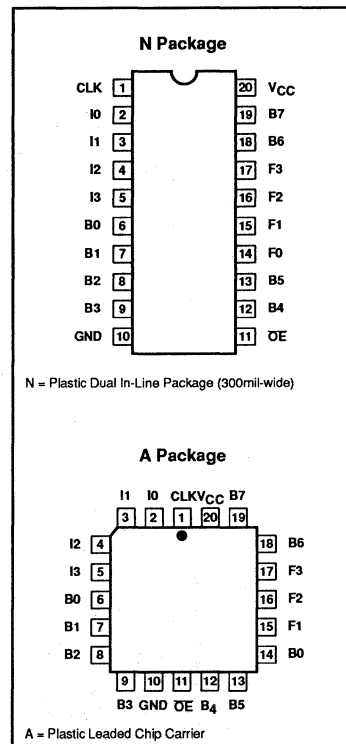 N Package
CLK 1 20 VCC
I0 2 19 B7
I1 3 18 B6
I2 4 17 F3
I3 5 16 F2
B0 6 15 F1
B1 7 14 F0
B2 8 13 B5
B3 9 12 B4
GND 10 11 OE
N = Plastic Dual In-Line Package (300mil-wide)
A Package
I1 I0 CLK VCC B7
3 2 1 20 19
I2 4 18 B6
I3 5 17 F3
B0 6 16 F2
B1 7 15 F1
B2 8 14 B0
9 10 11 12 13
B3 GND OE B4 B5
A = Plastic Leaded Chip Carrier